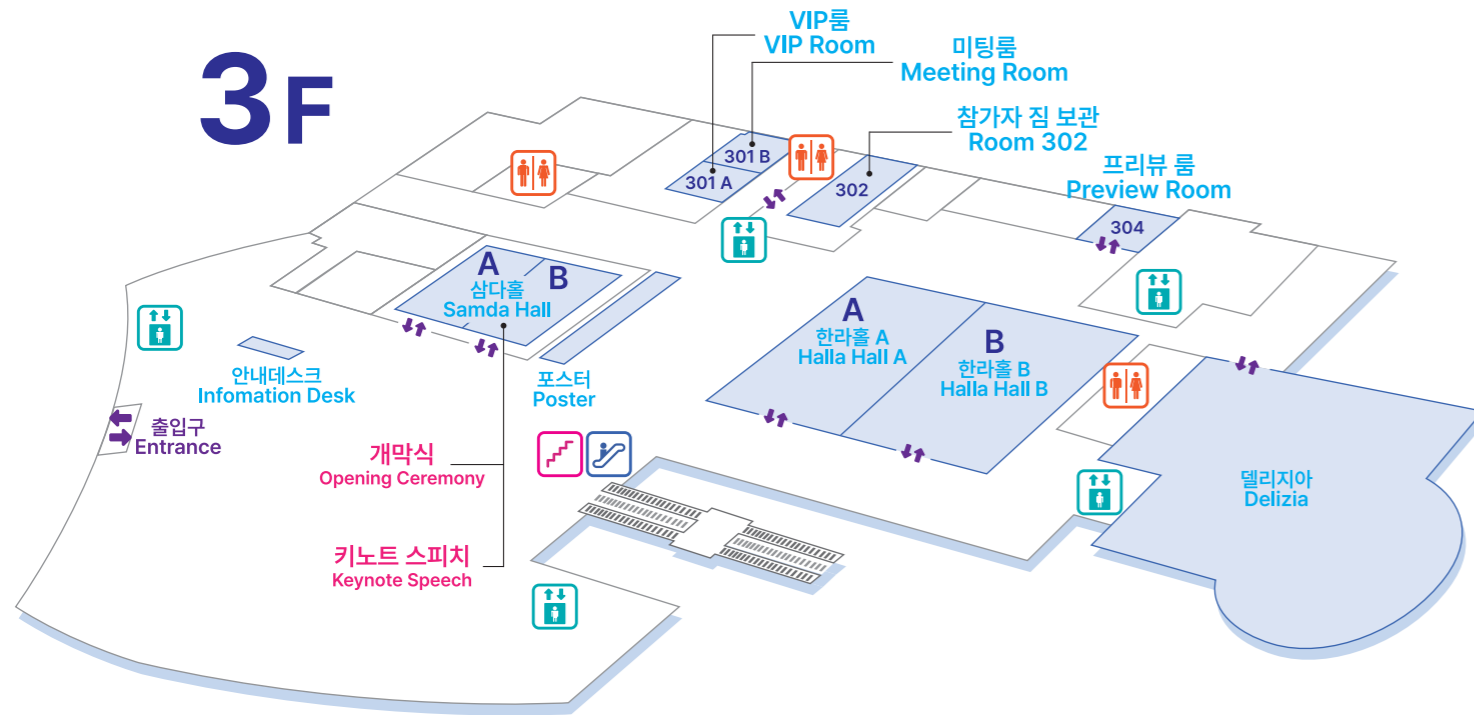 3F
VIP룸
VIP Room
미팅룸
Meeting Room
참가자 짐 보관
Room 302
프리뷰 룸
Preview Room
301 B
301 A
302
304
A
B
삼다홀
Samda Hall
A
한라홀 A
Halla Hall A
B
한라홀 B
Halla Hall B
안내데스크
Infomation Desk
포스터
Poster
출입구
Entrance
개막식
Opening Ceremony
키노트 스피치
Keynote Speech
델리지아
Delizia